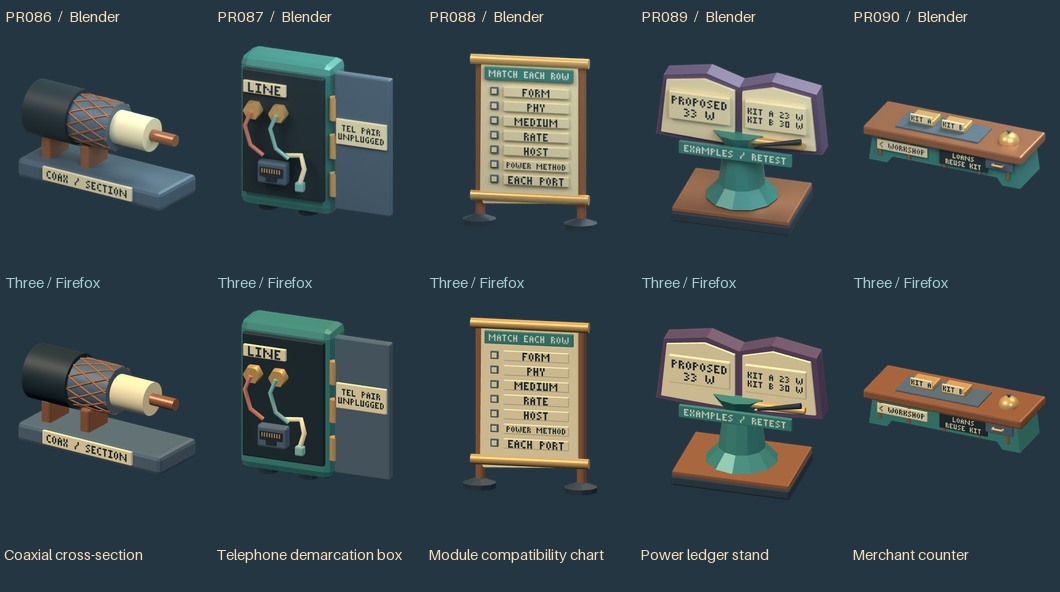 PR086 / Blender
PR087 / Blender
PR088 / Blender
PR089 / Blender
PR090 / Blender
COAX / SECTION
LINE
TEL PAIR
UNPLUGGED
MATCH EACH ROW
FORM
PHY
MEDIUM
RATE
HOST
POWER METHOD
EACH PORT
PROPOSED
33 W
KIT A 23 W
KIT B 30 W
EXAMPLES / RETEST
KIT A
KIT B
< WORKSHOP
LOANS
REUSE KIT
Three / Firefox
Three / Firefox
Three / Firefox
Three / Firefox
Three / Firefox
COAX / SECTION
LINE
TEL PAIR
UNPLUGGED
MATCH EACH ROW
FORM
PHY
MEDIUM
RATE
HOST
POWER METHOD
EACH PORT
PROPOSED
33 W
KIT A 23 W
KIT B 30 W
EXAMPLES / RETEST
KIT A
KIT B
< WORKSHOP
LOANS
REUSE KIT
Coaxial cross-section
Telephone demarcation box
Module compatibility chart
Power ledger stand
Merchant counter